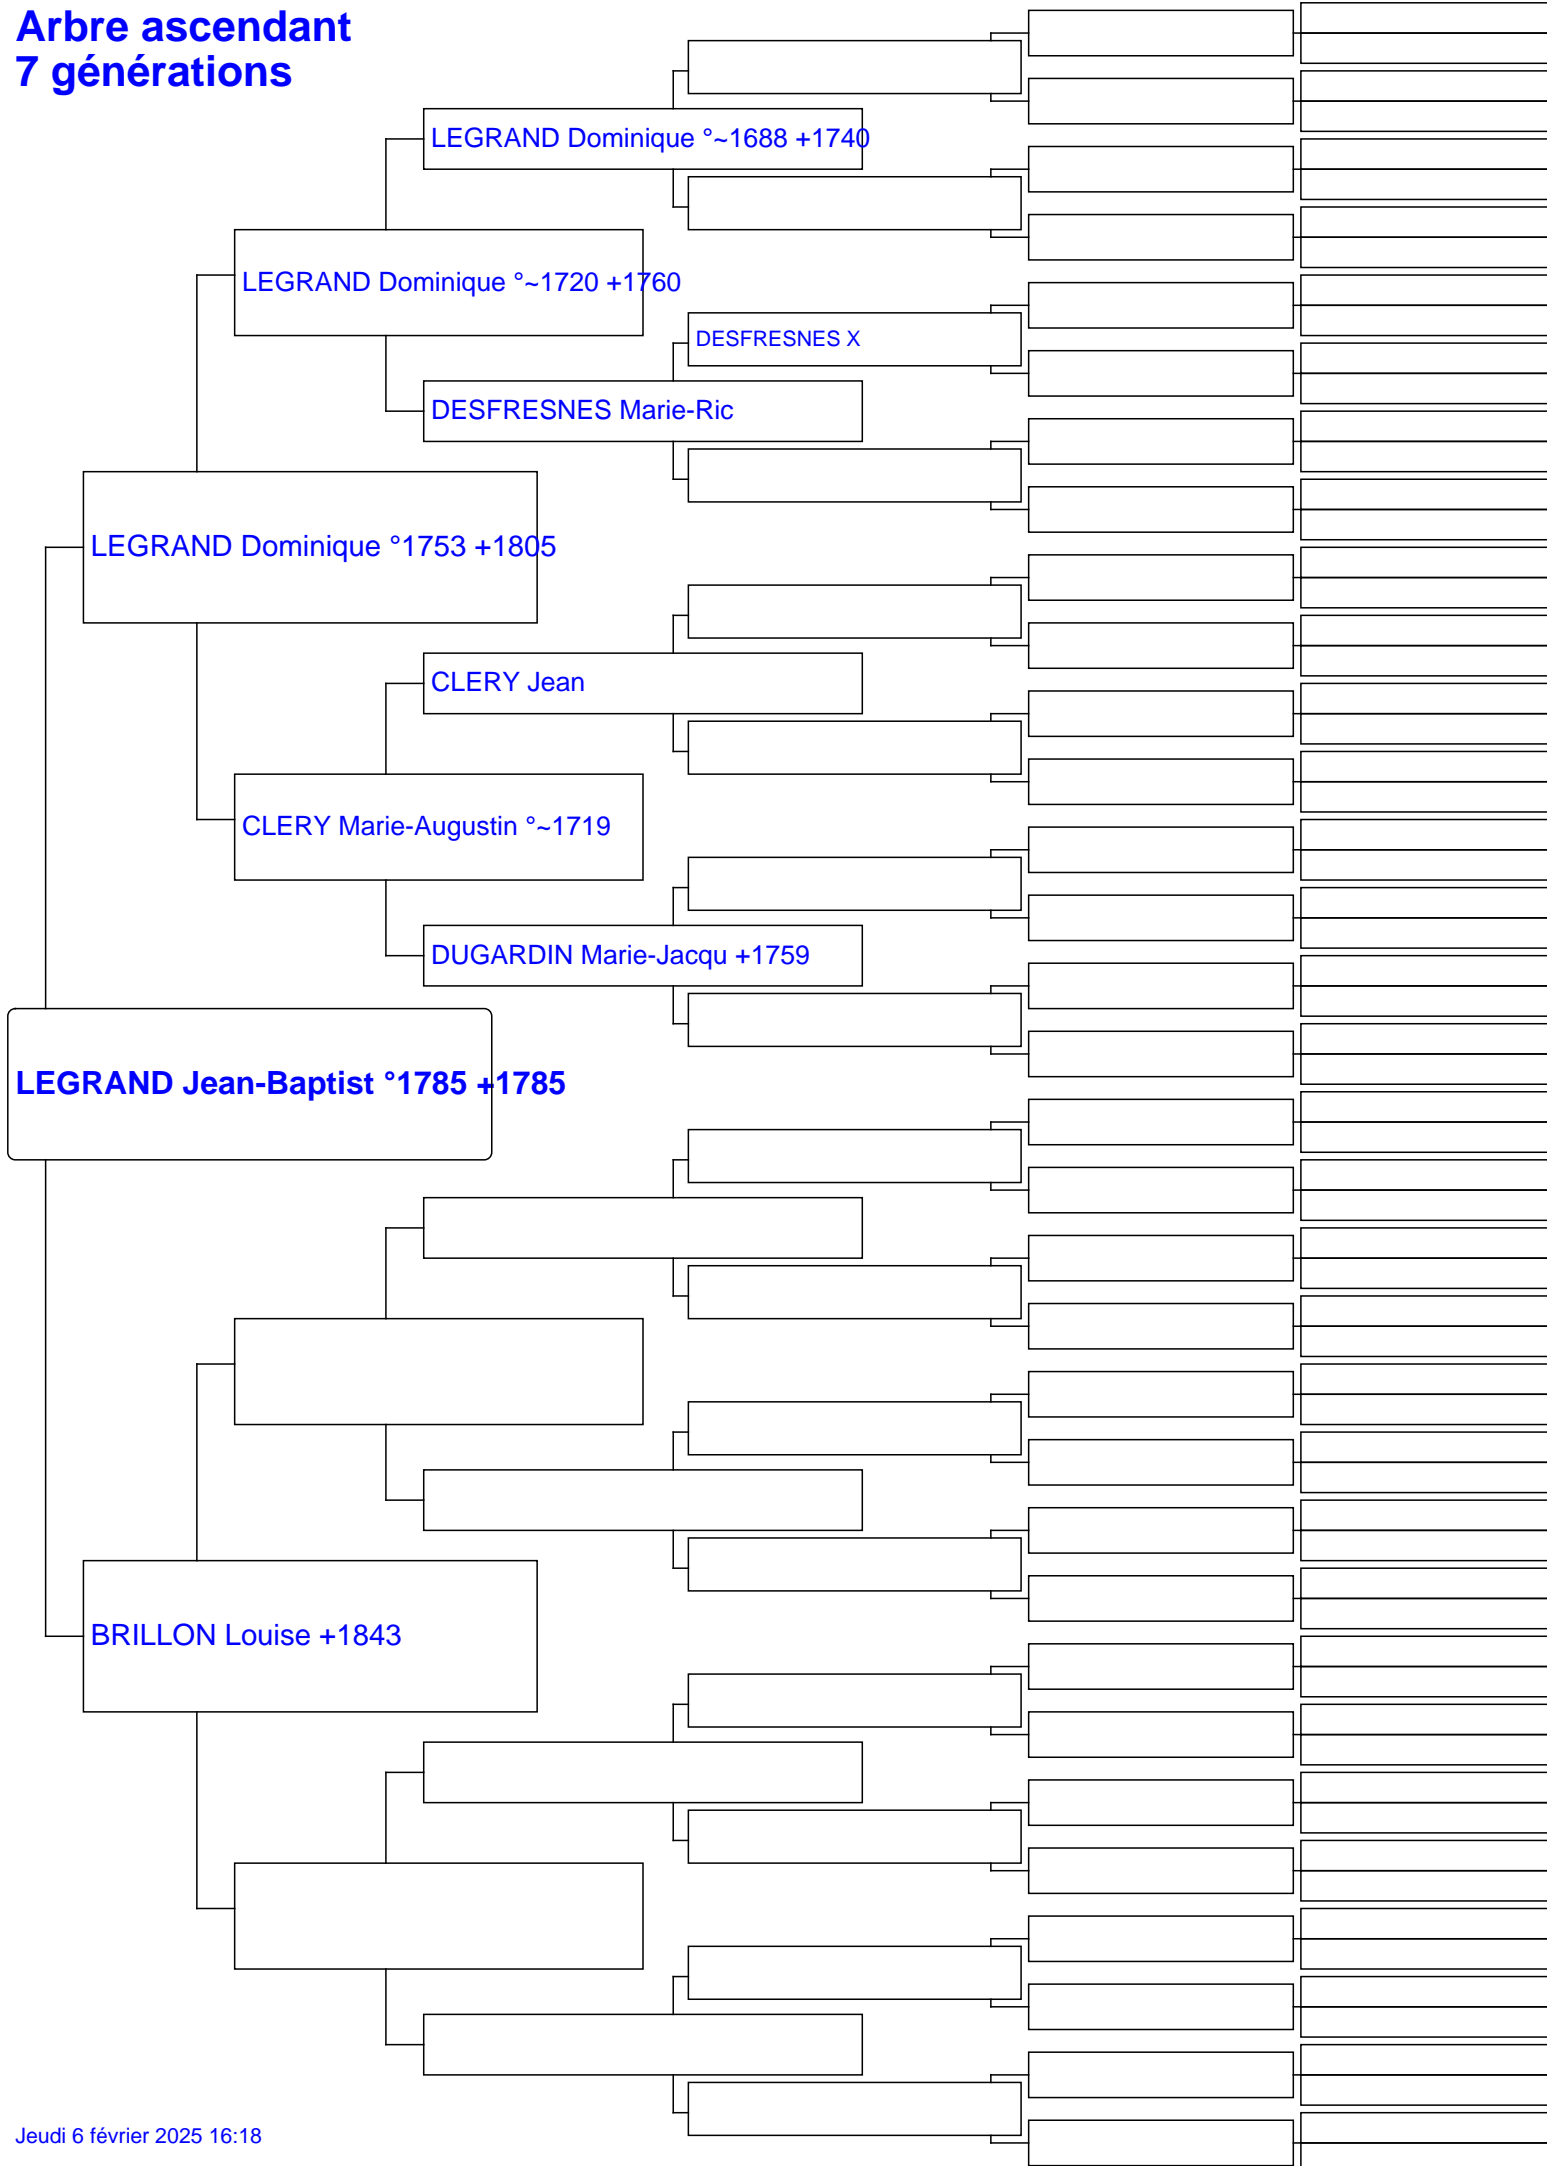 Arbre ascendant
7 générations
LEGRAND Dominique °~1688 +1740
LEGRAND Dominique °~1720 +1760
DESFRESNES X
DESFRESNES Marie-Ric
LEGRAND Dominique °1753 +1805
CLERY Jean
CLERY Marie-Augustin °~1719
DUGARDIN Marie-Jacqu +1759
LEGRAND Jean-Baptist °1785 +1785
BRILLON Louise +1843
Jeudi 6 février 2025 16:18